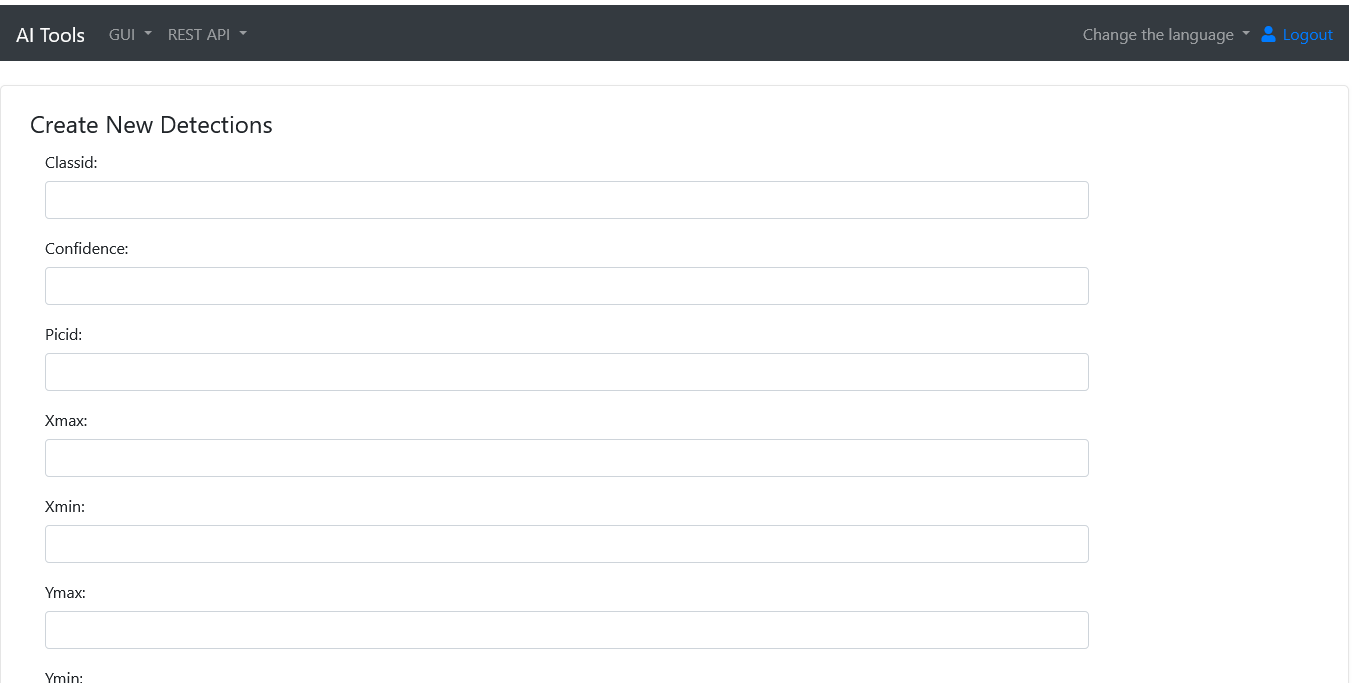 AI Tools GUI REST API Change the language Logout
Create New Detections
Classid:
Confidence:
Picid:
Xmax:
Xmin:
Ymax:
Ymin: